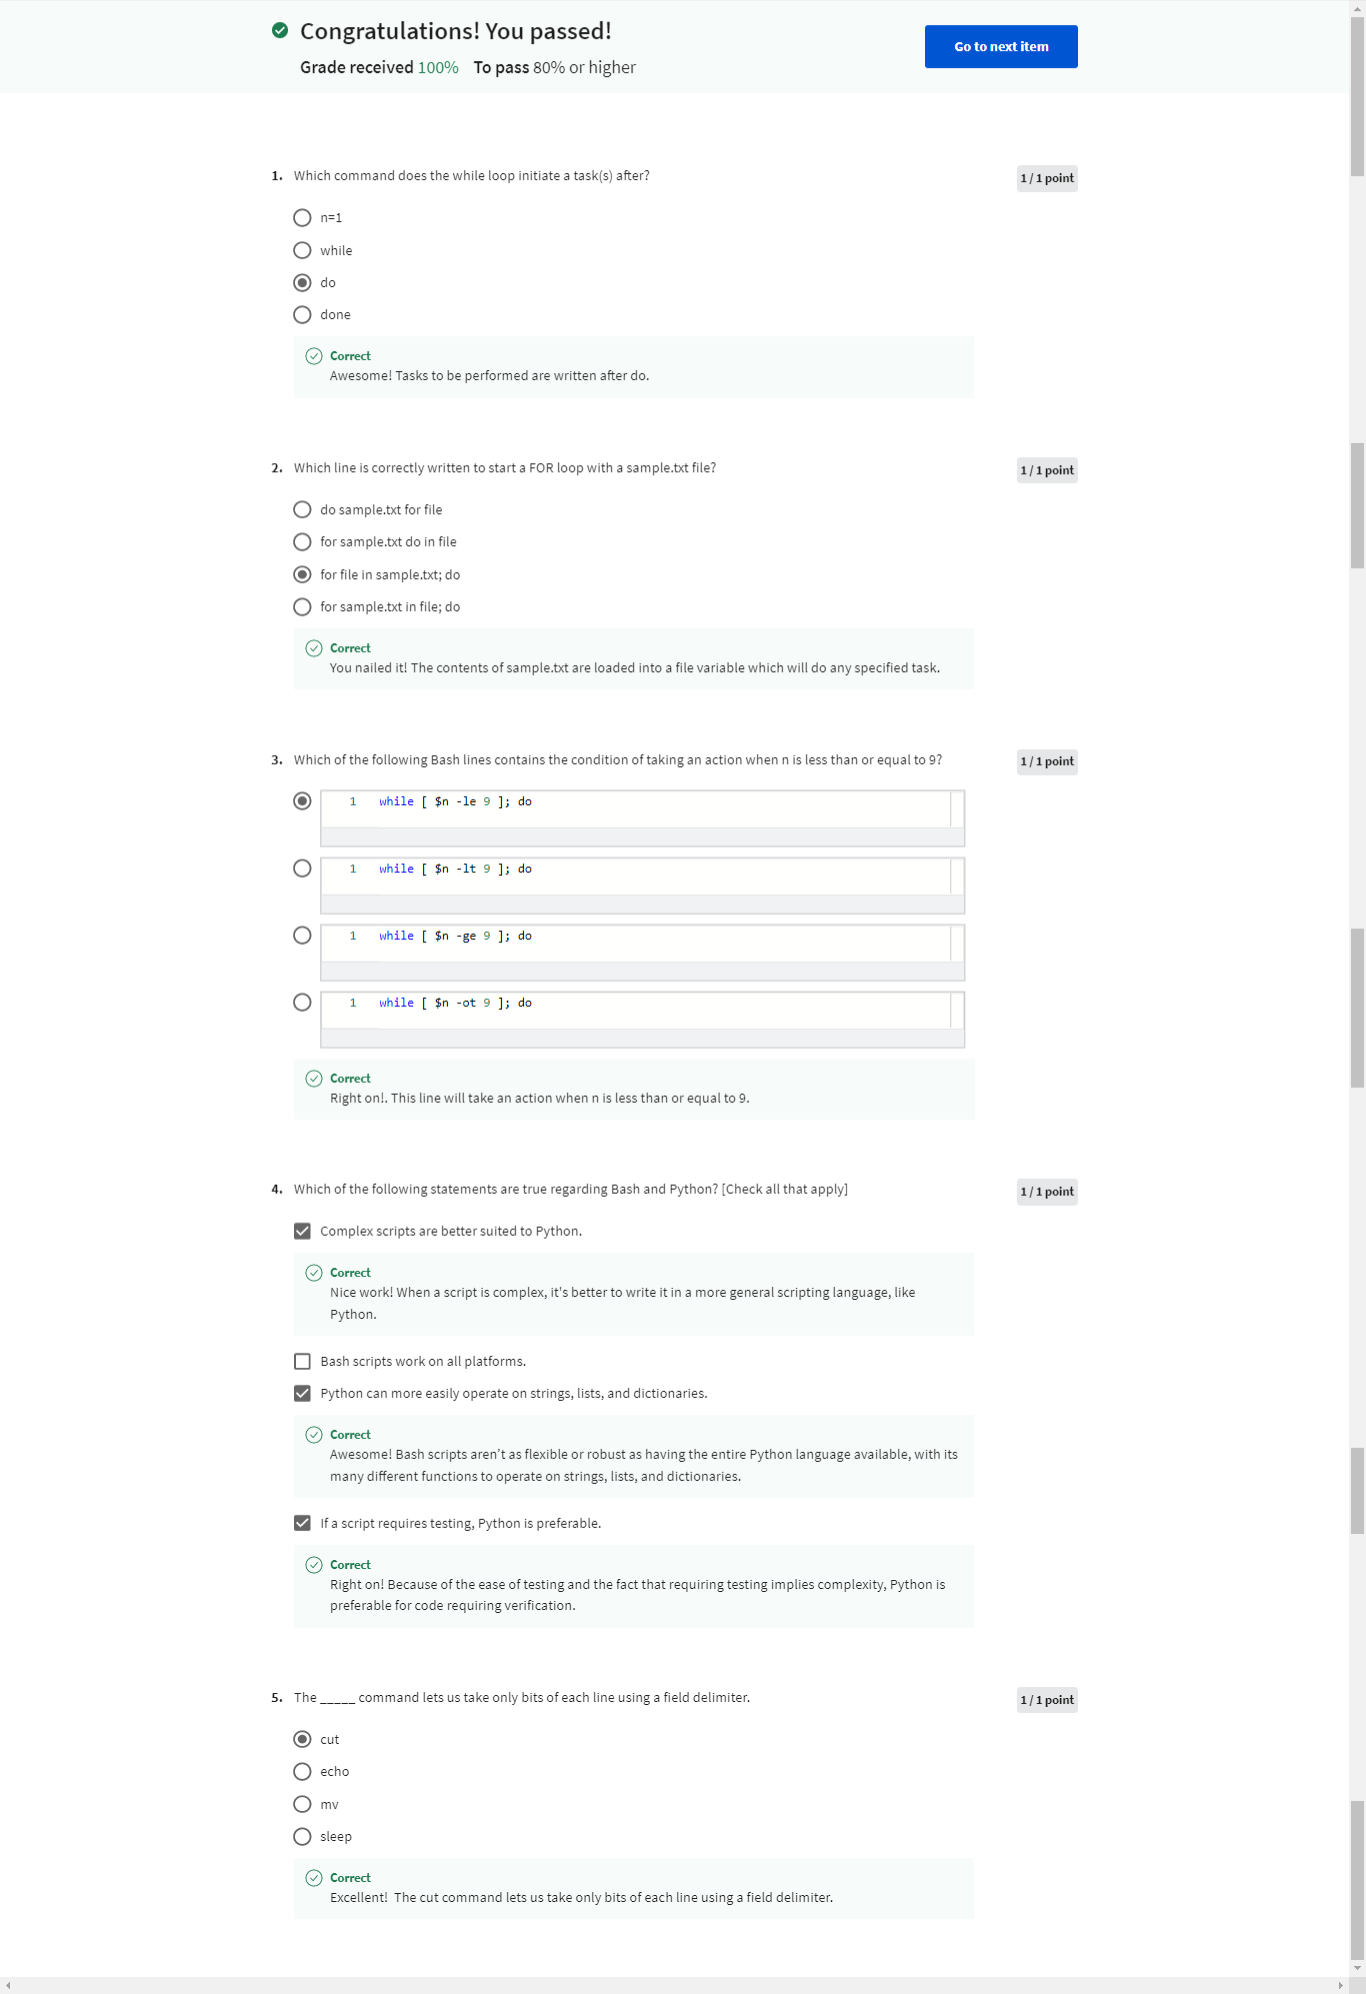 Congratulations! You passed!
Grade received 100% To pass 80% or higher
Go to next item
1. Which command does the while loop initiate a task(s) after?
1 / 1 point
n=1
while
do
done
Correct
Awesome! Tasks to be performed are written after do.
2. Which line is correctly written to start a FOR loop with a sample.txt file?
1 / 1 point
do sample.txt for file
for sample.txt do in file
for file in sample.txt; do
for sample.txt in file; do
Correct
You nailed it! The contents of sample.txt are loaded into a file variable which will do any specified task.
3. Which of the following Bash lines contains the condition of taking an action when n is less than or equal to 9?
1 / 1 point
1 while [ $n -le 9 ]; do
1 while [ $n -lt 9 ]; do
1 while [ $n -ge 9 ]; do
1 while [ $n -ot 9 ]; do
Correct
Right on!. This line will take an action when n is less than or equal to 9.
4. Which of the following statements are true regarding Bash and Python? [Check all that apply]
1 / 1 point
Complex scripts are better suited to Python.
Correct
Nice work! When a script is complex, it's better to write it in a more general scripting language, like
Python.
Bash scripts work on all platforms.
Python can more easily operate on strings, lists, and dictionaries.
Correct
Awesome! Bash scripts aren’t as flexible or robust as having the entire Python language available, with its
many different functions to operate on strings, lists, and dictionaries.
If a script requires testing, Python is preferable.
Correct
Right on! Because of the ease of testing and the fact that requiring testing implies complexity, Python is
preferable for code requiring verification.
5. The _____ command lets us take only bits of each line using a field delimiter.
1 / 1 point
cut
echo
mv
sleep
Correct
Excellent!  The cut command lets us take only bits of each line using a field delimiter.